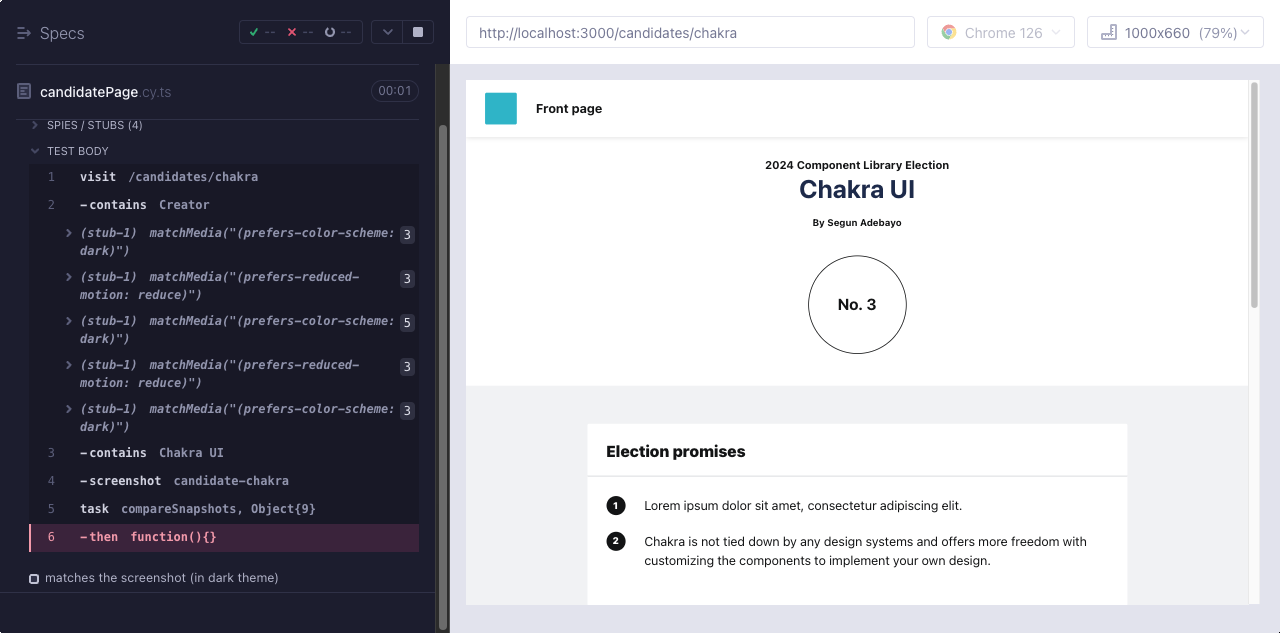 Specs
-- -- --
candidatePage.cy.ts 00:01
SPIES / STUBS (4)
TEST BODY
1 visit /candidates/chakra
2 -contains Creator
(stub-1) matchMedia("(prefers-color-scheme: 3
dark)")
(stub-1) matchMedia("(prefers-reduced- 3
motion: reduce)")
(stub-1) matchMedia("(prefers-color-scheme: 5
dark)")
(stub-1) matchMedia("(prefers-reduced- 3
motion: reduce)")
(stub-1) matchMedia("(prefers-color-scheme: 3
dark)")
3 -contains Chakra UI
4 -screenshot candidate-chakra
5 task compareSnapshots, Object{9}
6 -then function(){}
matches the screenshot (in dark theme)
http://localhost:3000/candidates/chakra
Chrome 126
1000x660 (79%)
Front page
2024 Component Library Election
Chakra UI
By Segun Adebayo
No. 3
Election promises
1 Lorem ipsum dolor sit amet, consectetur adipiscing elit.
2 Chakra is not tied down by any design systems and offers more freedom with
customizing the components to implement your own design.